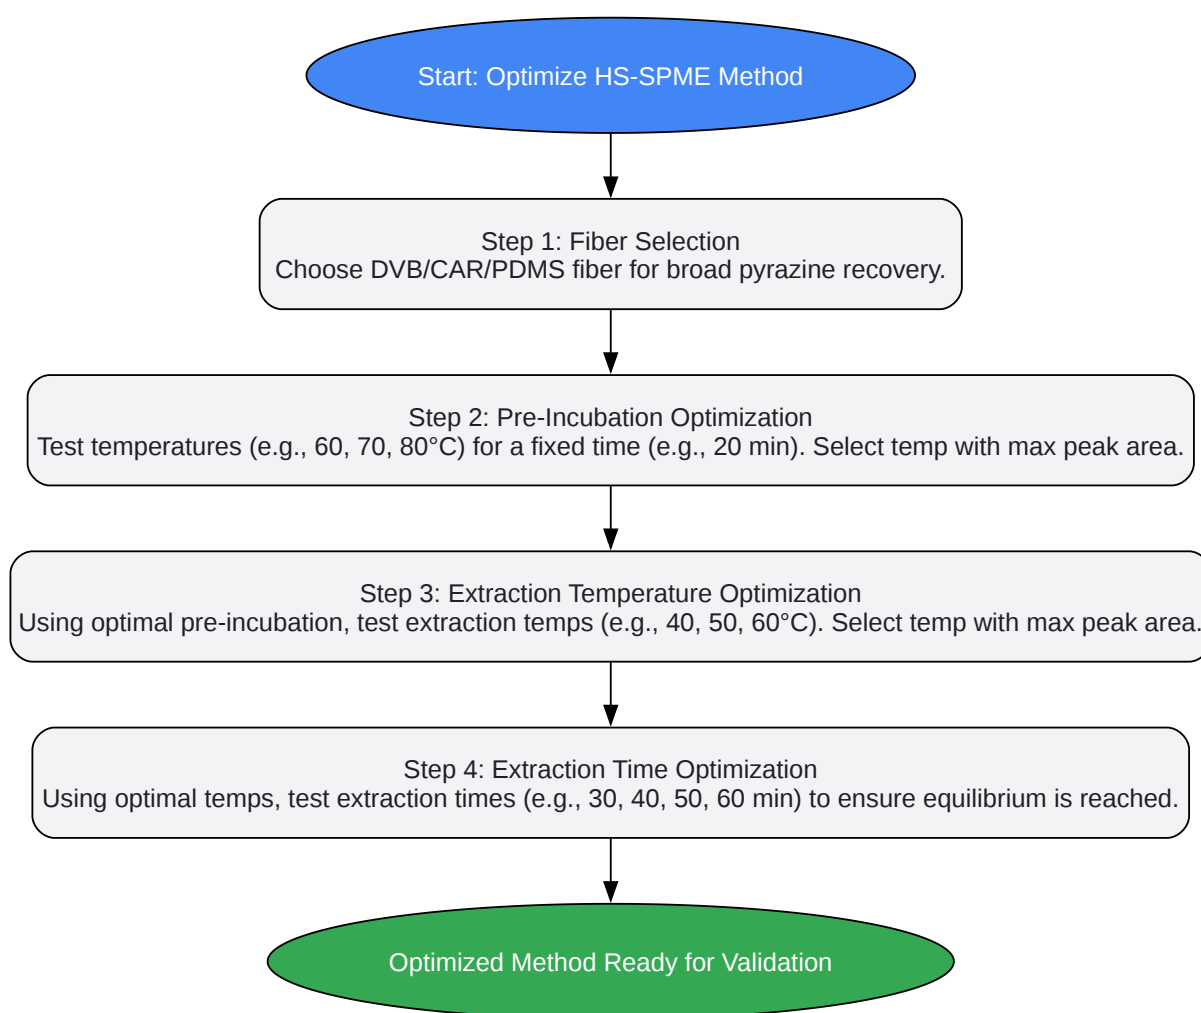 Start: Optimize HS-SPME Method
Step 1: Fiber Selection
Choose DVB/CAR/PDMS fiber for broad pyrazine recovery.
Step 2: Pre-Incubation Optimization
Test temperatures (e.g., 60, 70, 80°C) for a fixed time (e.g., 20 min). Select temp with max peak area.
Step 3: Extraction Temperature Optimization
Using optimal pre-incubation, test extraction temps (e.g., 40, 50, 60°C). Select temp with max peak area.
Step 4: Extraction Time Optimization
Using optimal temps, test extraction times (e.g., 30, 40, 50, 60 min) to ensure equilibrium is reached.
Optimized Method Ready for Validation